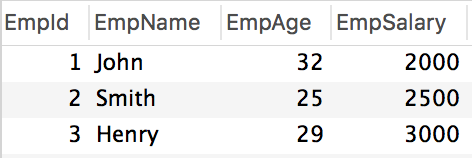 EmpId EmpName EmpAge EmpSalary
1 John 32 2000
2 Smith 25 2500
3 Henry 29 3000